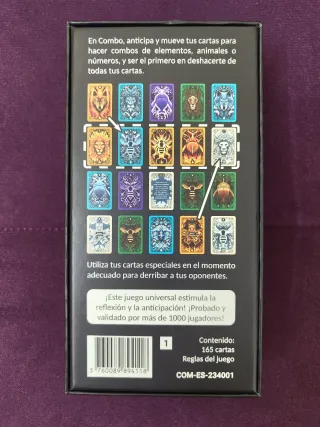 En Combo, anticipa y mueve tus cartas para
hacer combos de elementos, animales o
números, y ser el primero en deshacerte de
todas tus cartas.
Utiliza tus cartas especiales en el momento
adecuado para derribar a tus oponentes.
¡Este juego universal estimula la
reflexión y la anticipación! ¡Probado y
validado por más de 1000 jugadores!
1
Contenido:
165 cartas
Reglas del juego
3 760089 894518
COM-ES-234001